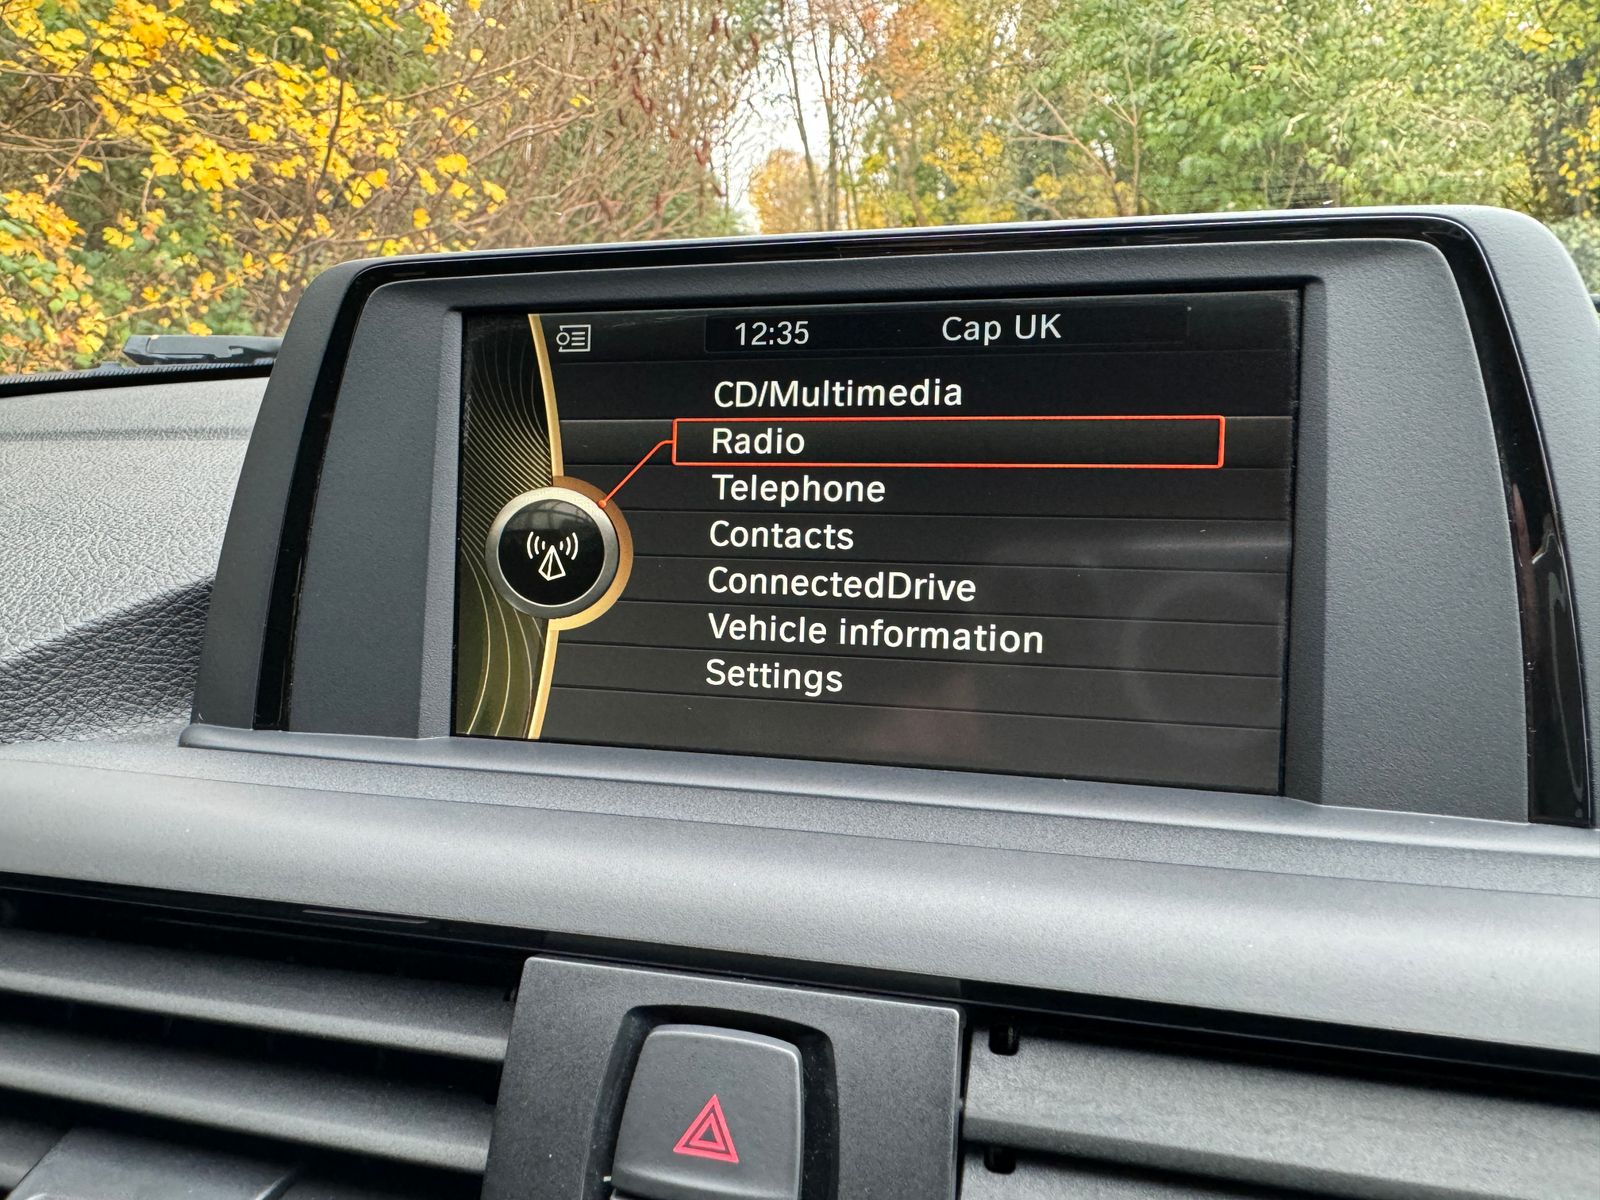 12:35 Cap UK
CD/Multimedia
Radio
Telephone
Contacts
ConnectedDrive
Vehicle information
Settings